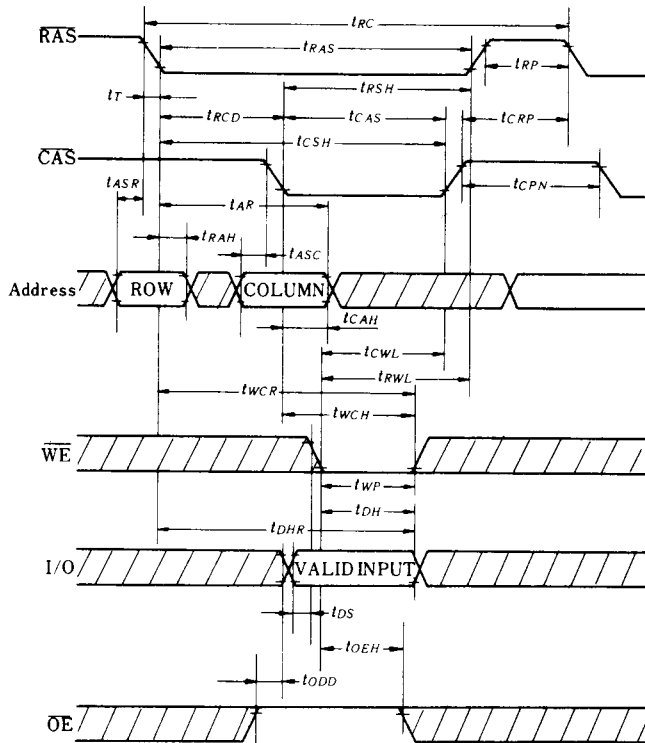 tRC
RAS
tRAS
tRP
tRSH
tT
tRCD
tCAS
tCRP
tCSH
CAS
tASR
tAR
tCPN
tRAH
tASC
Address
ROW
COLUMN
tCAH
tCWL
tRWL
tWCR
tWCH
WE
tWP
tDH
tDHR
I/O
VALID INPUT
tDS
tOEH
tODD
OE